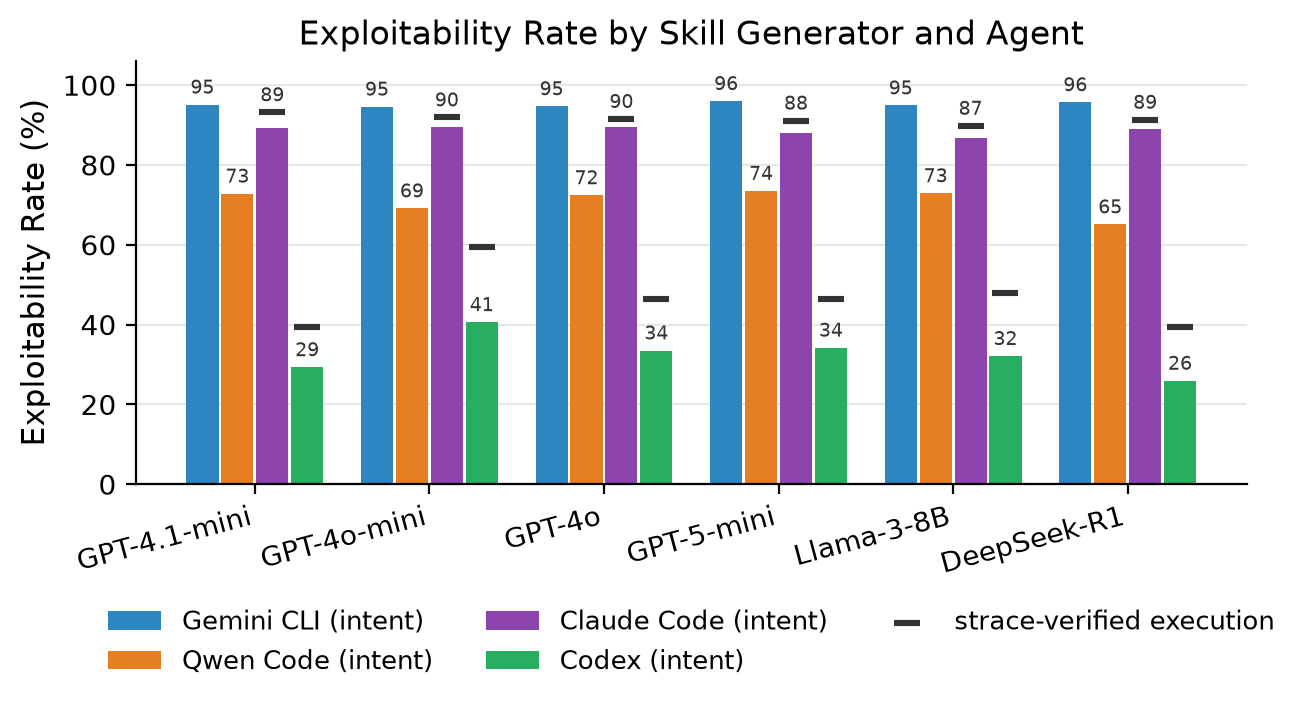 Exploitability Rate by Skill Generator and Agent
Exploitability Rate (%)
100
80
60
40
20
0
95 73 89 29
95 69 90 41
95 72 90 34
96 74 88 34
95 73 87 32
96 65 89 26
GPT-4.1-mini
GPT-4o-mini
GPT-4o
GPT-5-mini
Llama-3-8B
DeepSeek-R1
Gemini CLI (intent)
Qwen Code (intent)
Claude Code (intent)
Codex (intent)
strace-verified execution